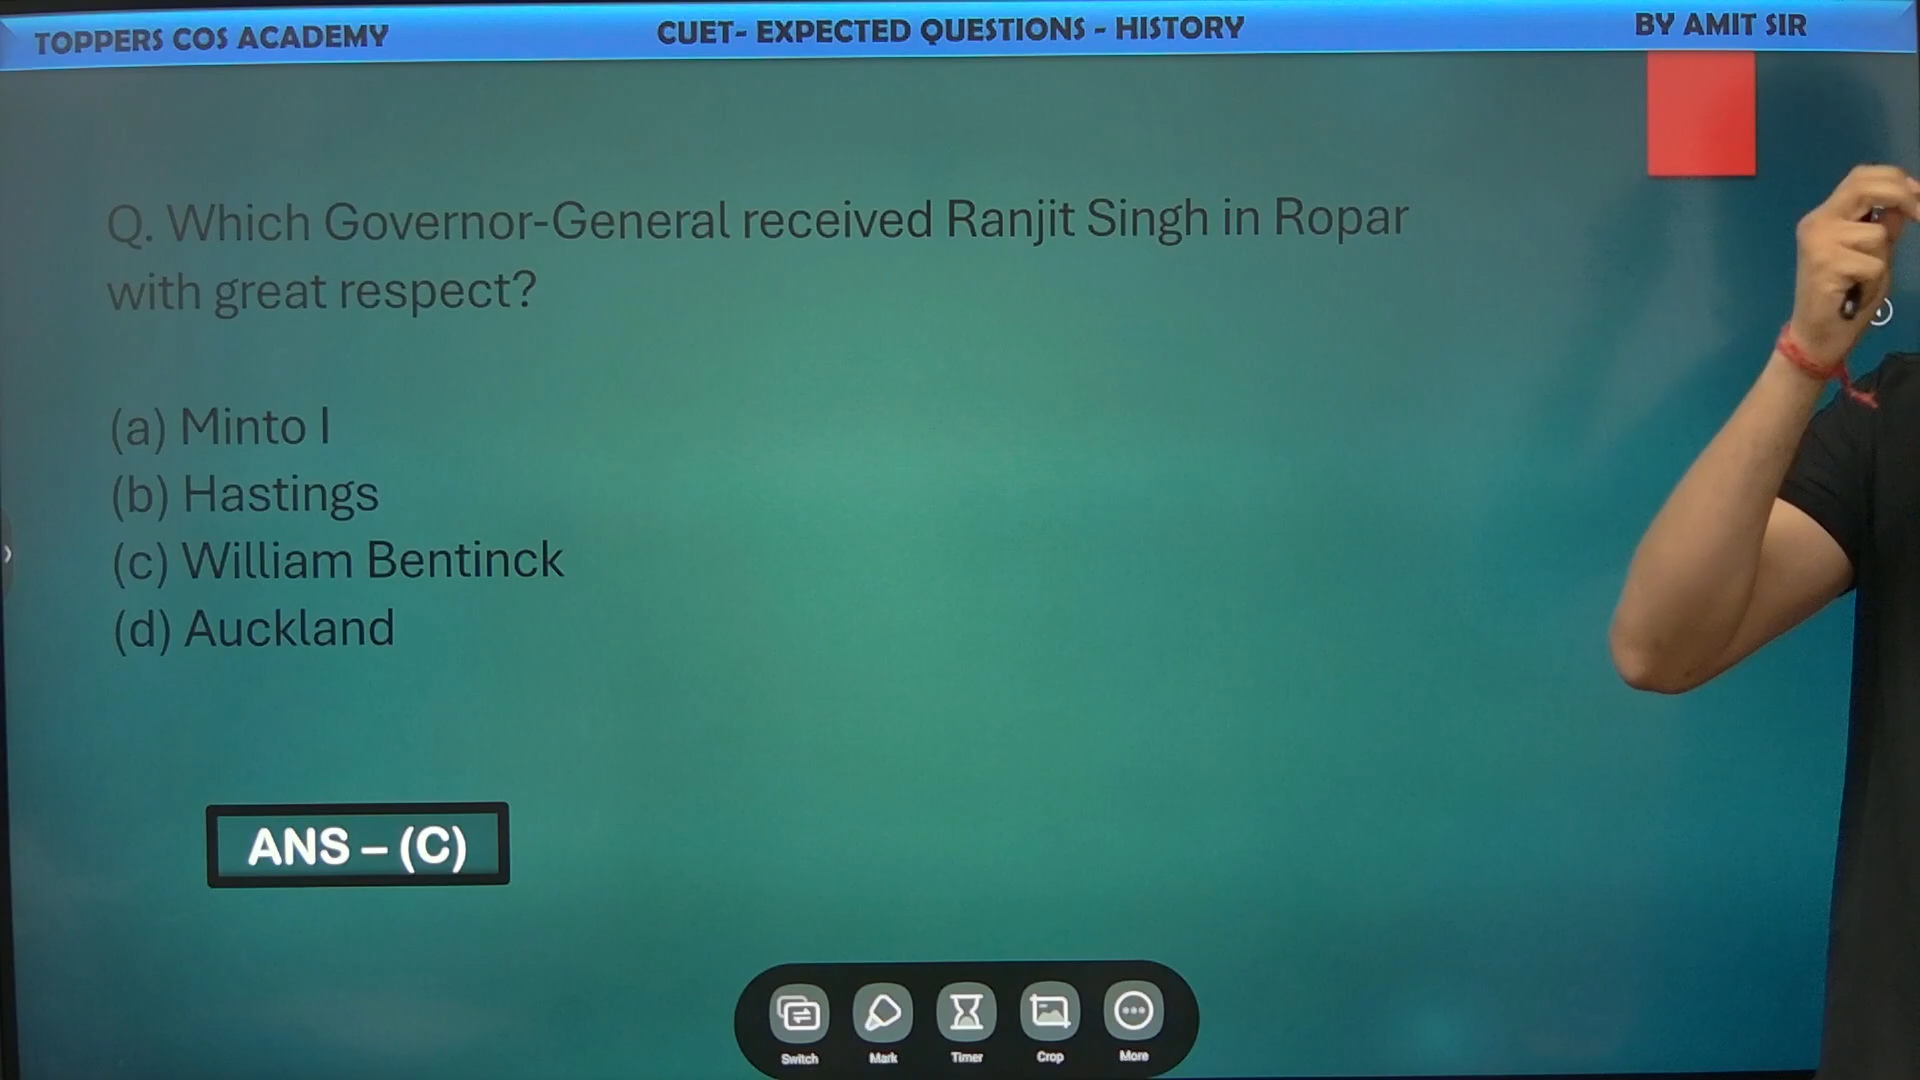 TOPPERS COS ACADEMY
CUET- EXPECTED QUESTIONS - HISTORY
BY AMIT SIR
Q. Which Governor-General received Ranjit Singh in Ropar
with great respect?
(a) Minto I
(b) Hastings
(c) William Bentinck
(d) Auckland
ANS – (C)
Switch
Mark
Timer
Crop
More